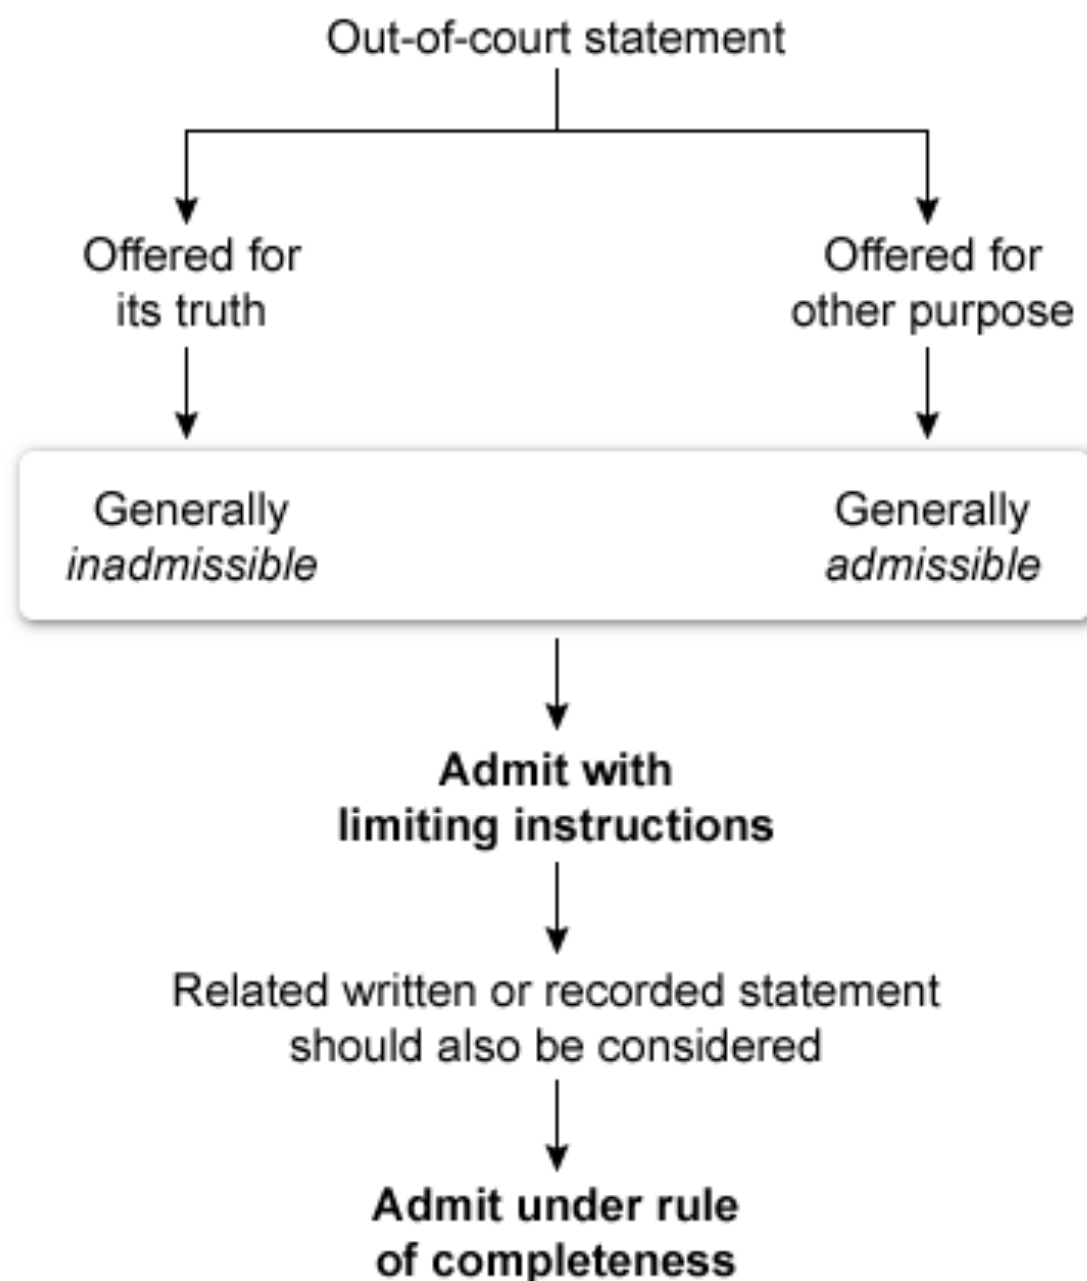 Out-of-court statement
Offered for
its truth
Offered for
other purpose
Generally
inadmissible
Generally
admissible
Admit with
limiting instructions
Related written or recorded statement
should also be considered
Admit under rule
of completeness